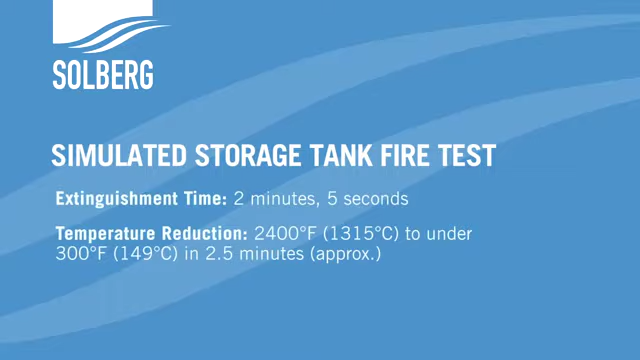 SOLBERG
SIMULATED STORAGE TANK FIRE TEST
Extinguishment Time: 2 minutes, 5 seconds
Temperature Reduction: 2400°F (1315°C) to under
300°F (149°C) in 2.5 minutes (approx.)